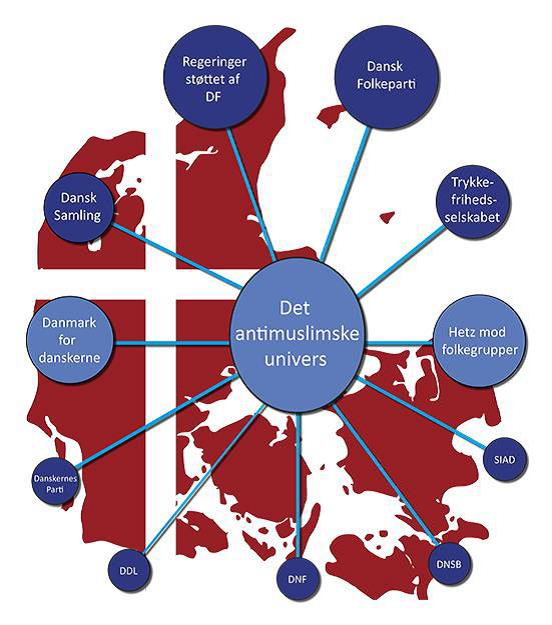 Regeringer
støttet af
DF
Dansk
Folkeparti
Dansk
Samling
Trykke-
friheds-
selskabet
Det
antimuslimske
univers
Danmark
for
danskerne
Hetz mod
folkegrupper
Danskernes
Parti
SIAD
DDL
DNF
DNSB